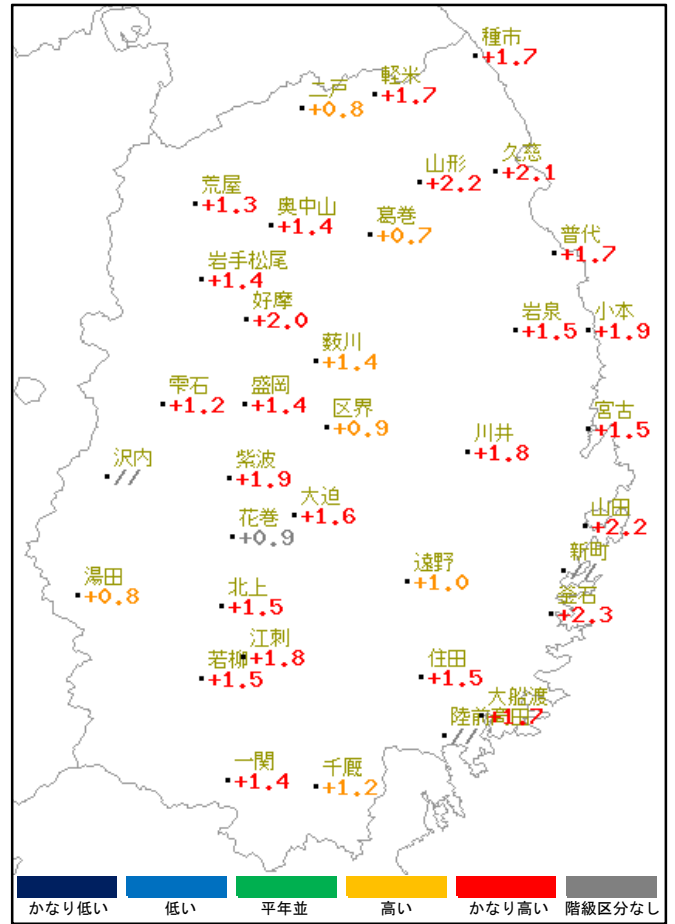 種市
+1.7
軽米
+1.7
二戸
+0.8
久慈
+2.1
山形
+2.2
荒屋
+1.3
奥中山
+1.4
葛巻
+0.7
普代
+1.7
岩手松尾
+1.4
好摩
+2.0
岩泉
+1.5
小本
+1.9
薮川
+1.4
雫石
+1.2
盛岡
+1.4
区界
+0.9
宮古
+1.5
川井
+1.8
沢内
//
紫波
+1.9
大迫
+1.6
花巻
+0.9
山田
+2.2
新町
//
遠野
+1.0
湯田
+0.8
北上
+1.5
釜石
+2.3
江刺
+1.8
若柳
+1.5
住田
+1.5
大船渡
+1.7
陸前高田
//
一関
+1.4
千厩
+1.2
かなり低い 低い 平年並 高い かなり高い 階級区分なし